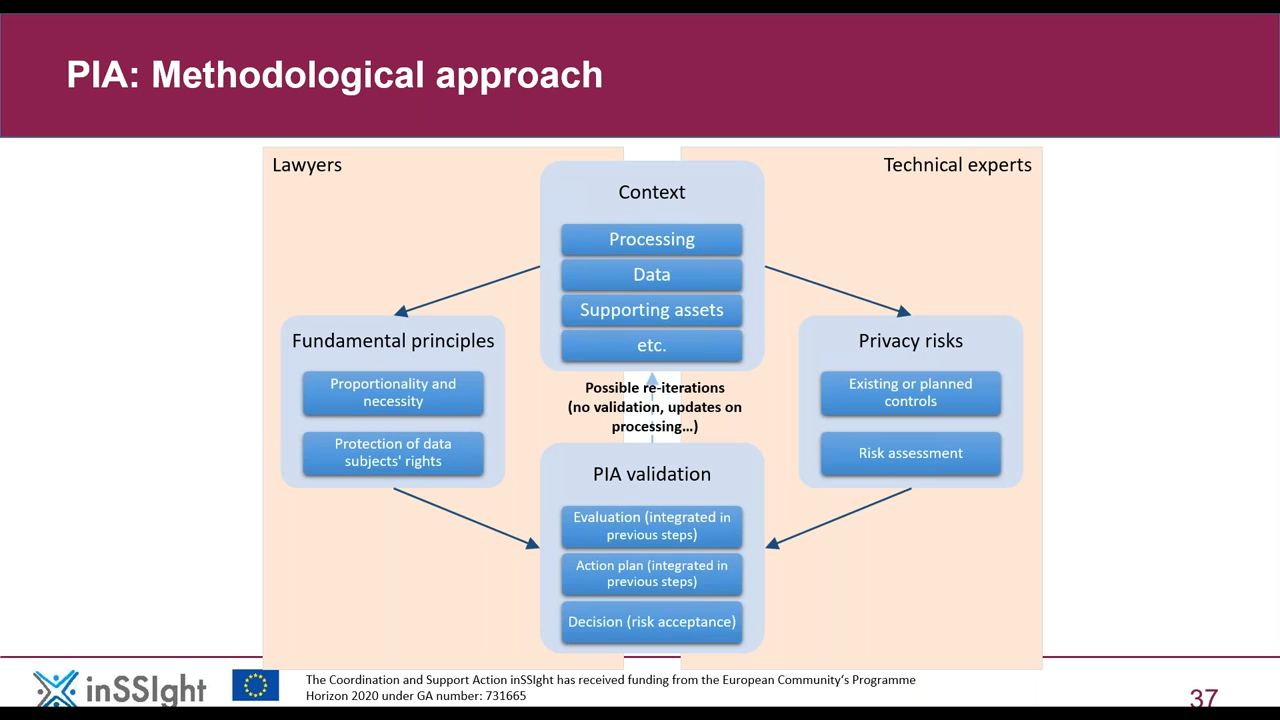 PIA: Methodological approach
Lawyers
Technical experts
Context
Processing
Data
Supporting assets
etc.
Fundamental principles
Proportionality and
necessity
Protection of data
subjects' rights
Privacy risks
Existing or planned
controls
Risk assessment
Possible re-iterations
(no validation, updates on
processing…)
PIA validation
Evaluation (integrated in
previous steps)
Action plan (integrated in
previous steps)
Decision (risk acceptance)
inSSIght
The Coordination and Support Action inSSIght has received funding from the European Community‘s Programme
Horizon 2020 under GA number: 731665
37